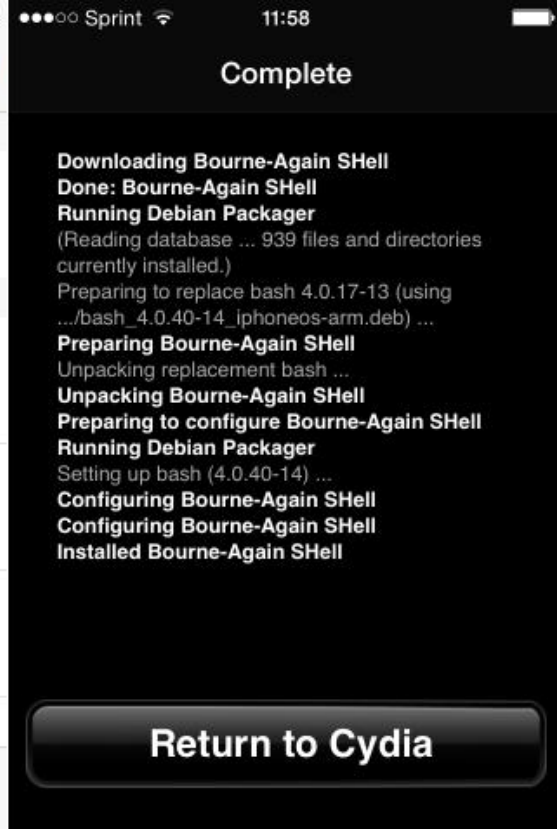 Sprint 11:58
Complete
Downloading Bourne-Again SHell
Done: Bourne-Again SHell
Running Debian Packager
(Reading database ... 939 files and directories
currently installed.)
Preparing to replace bash 4.0.17-13 (using
.../bash_4.0.40-14_iphoneos-arm.deb) ...
Preparing Bourne-Again SHell
Unpacking replacement bash ...
Unpacking Bourne-Again SHell
Preparing to configure Bourne-Again SHell
Running Debian Packager
Setting up bash (4.0.40-14) ...
Configuring Bourne-Again SHell
Configuring Bourne-Again SHell
Installed Bourne-Again SHell
Return to Cydia